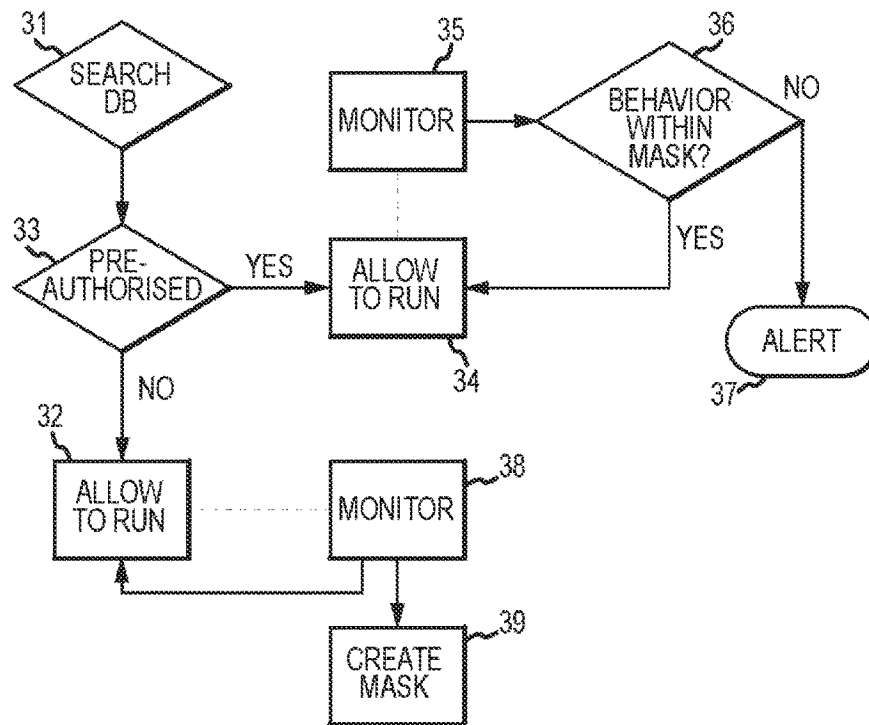 31
SEARCH
DB
35
MONITOR
36
BEHAVIOR
WITHIN
MASK?
NO
YES
33
PRE-
AUTHORISED
YES
ALLOW
TO RUN
34
ALERT
37
NO
32
ALLOW
TO RUN
38
MONITOR
39
CREATE
MASK